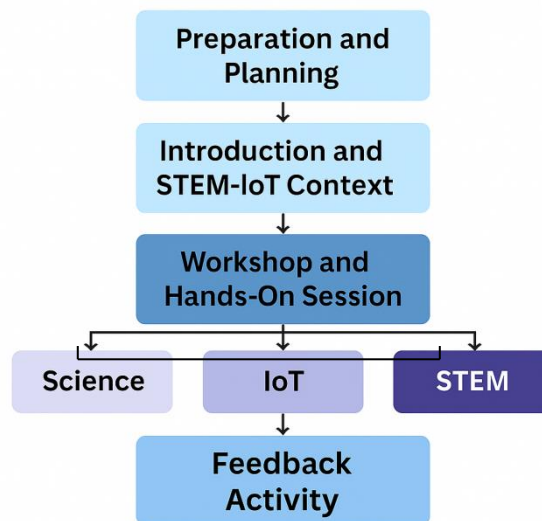 Preparation and
Planning
Introduction and
STEM-IoT Context
Workshop and
Hands-On Session
Science
IoT
STEM
Feedback
Activity